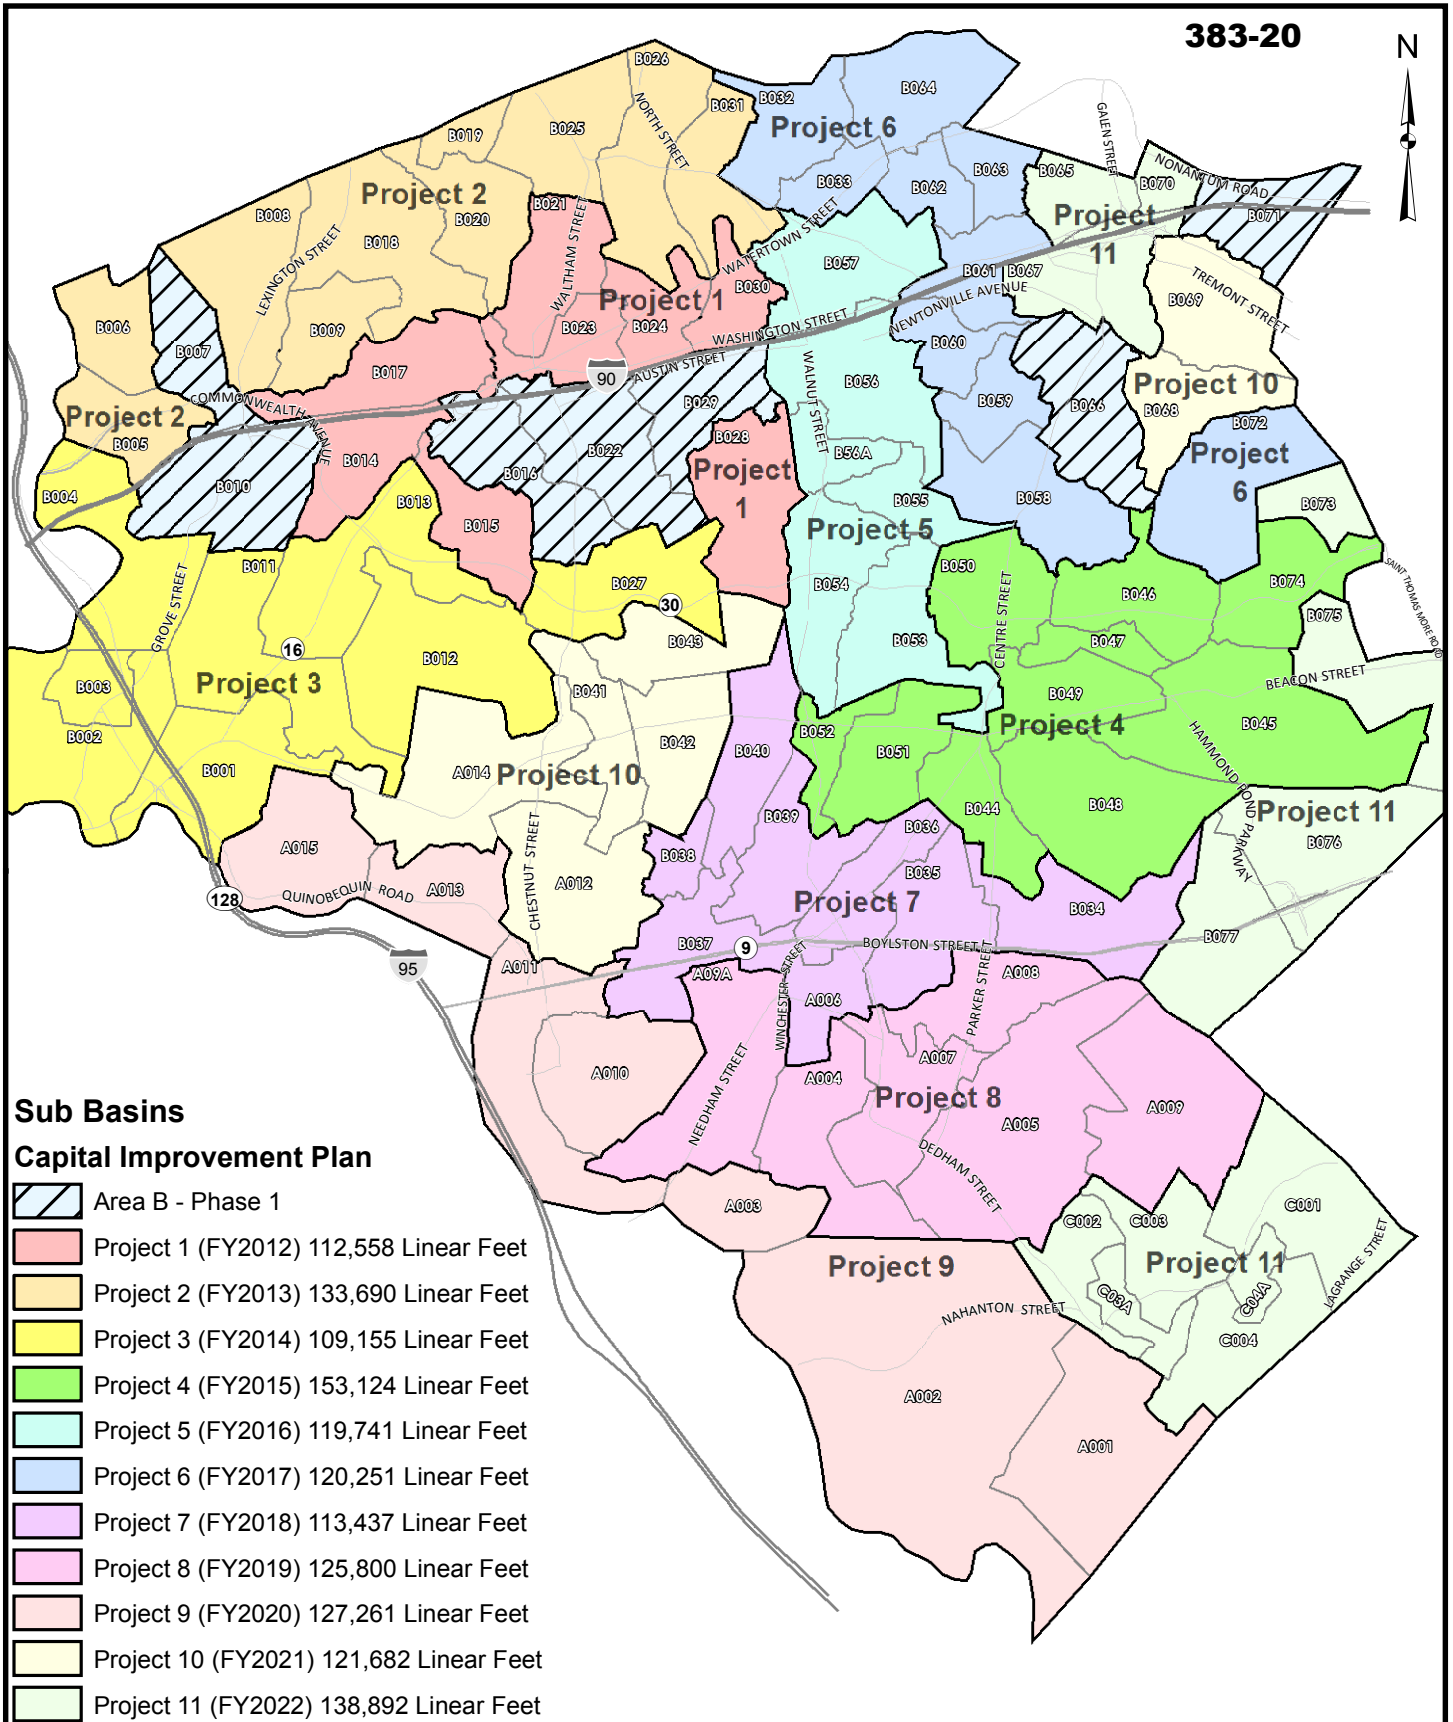 383-20
N
B026
B032
B064
B031
NORTH STREET
B025
B019
Project 6
GALEN STREET
B063
B065
NONANTUM ROAD
B070
B033
B062
Project 2
B021
B008
B020
B018
LEXINGTON STREET
WALTHAM STREET
WATERTOWN STREET
Project
11
B071
B057
B061
B067
B030
NEWTONVILLE AVENUE
TREMONT STREET
B069
Project 1
B006
B009
B023
B024
WASHINGTON STREET
AUSTIN STREET
B007
B017
90
B060
WALNUT STREET
B056
Project 10
B068
COMMONWEALTH AVENUE
Project 2
B005
B029
B059
B066
B072
B028
B022
B016
B014
B56A
Project
6
Project
1
B010
B004
B013
B015
B055
B058
B073
Project 5
B011
B050
B027
B054
30
B046
B074
SAINT THOMAS MORE ROAD
GROVE STREET
CENTRE STREET
B075
16
B043
B053
B047
B012
B003
Project 3
B041
B049
BEACON STREET
Project 4
B002
B052
B051
B045
B042
B040
HAMMOND POND PARKWAY
B001
A014
Project 10
B039
B044
B048
Project 11
B036
B076
A015
CHESTNUT STREET
B038
B035
A012
QUINOBEQUIN ROAD
A013
128
Project 7
B034
B037
9
BOYLSTON STREET
B077
95
A011
A09A
WINCHESTER STREET
PARKER STREET
A008
A006
A010
NEEDHAM STREET
A007
A004
Project 8
A005
A009
DEDHAM STREET
A003
C002
C003
C001
Project 9
Project 11
LAGRANGE STREET
C03A
C04A
NAHANTON STREET
C004
A002
A001
Sub Basins
Capital Improvement Plan
Area B - Phase 1
Project 1 (FY2012) 112,558 Linear Feet
Project 2 (FY2013) 133,690 Linear Feet
Project 3 (FY2014) 109,155 Linear Feet
Project 4 (FY2015) 153,124 Linear Feet
Project 5 (FY2016) 119,741 Linear Feet
Project 6 (FY2017) 120,251 Linear Feet
Project 7 (FY2018) 113,437 Linear Feet
Project 8 (FY2019) 125,800 Linear Feet
Project 9 (FY2020) 127,261 Linear Feet
Project 10 (FY2021) 121,682 Linear Feet
Project 11 (FY2022) 138,892 Linear Feet